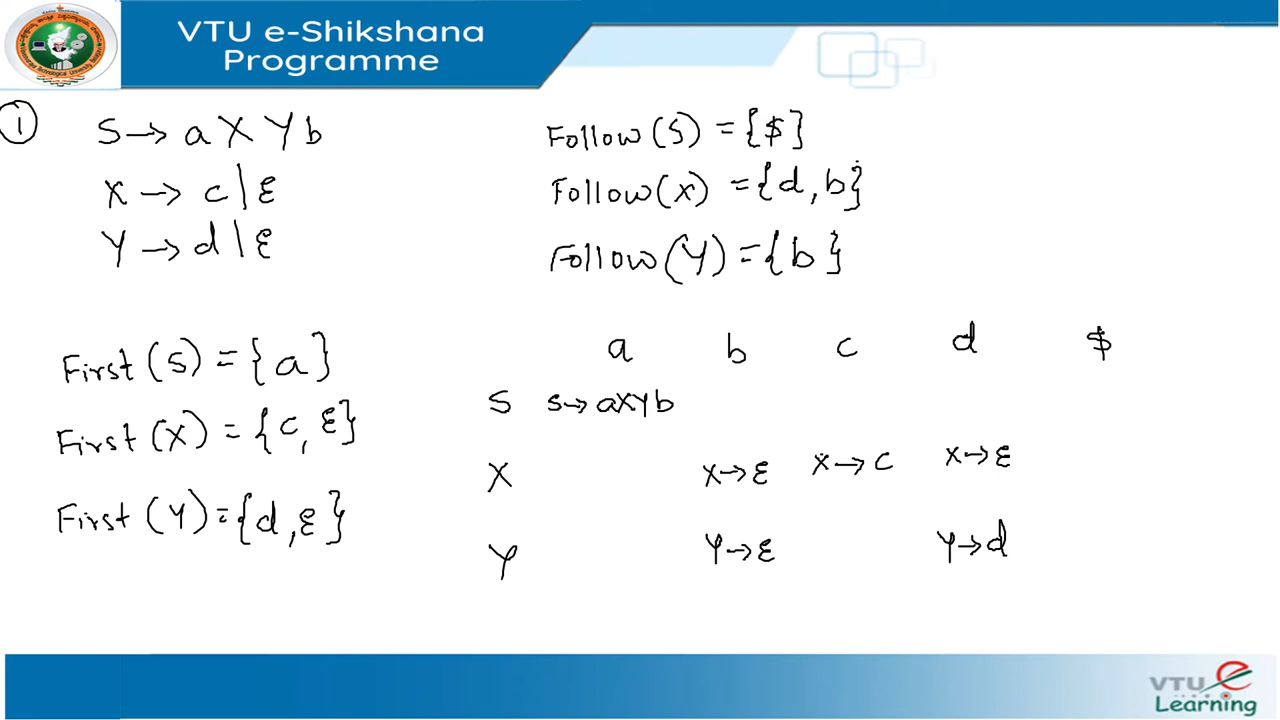 VTU e-Shikshana
Programme
1
S → a X Y b
X → c | ε
Y → d | ε
Follow(S) = {$}
Follow(X) = {d, b}
Follow(Y) = {b}
First(S) = {a}
First(X) = {c, ε}
First(Y) = {d, ε}
a b c d $
S S→aXYb
X X→ε X→c X→ε
Y Y→ε Y→d
VTU e
Learning